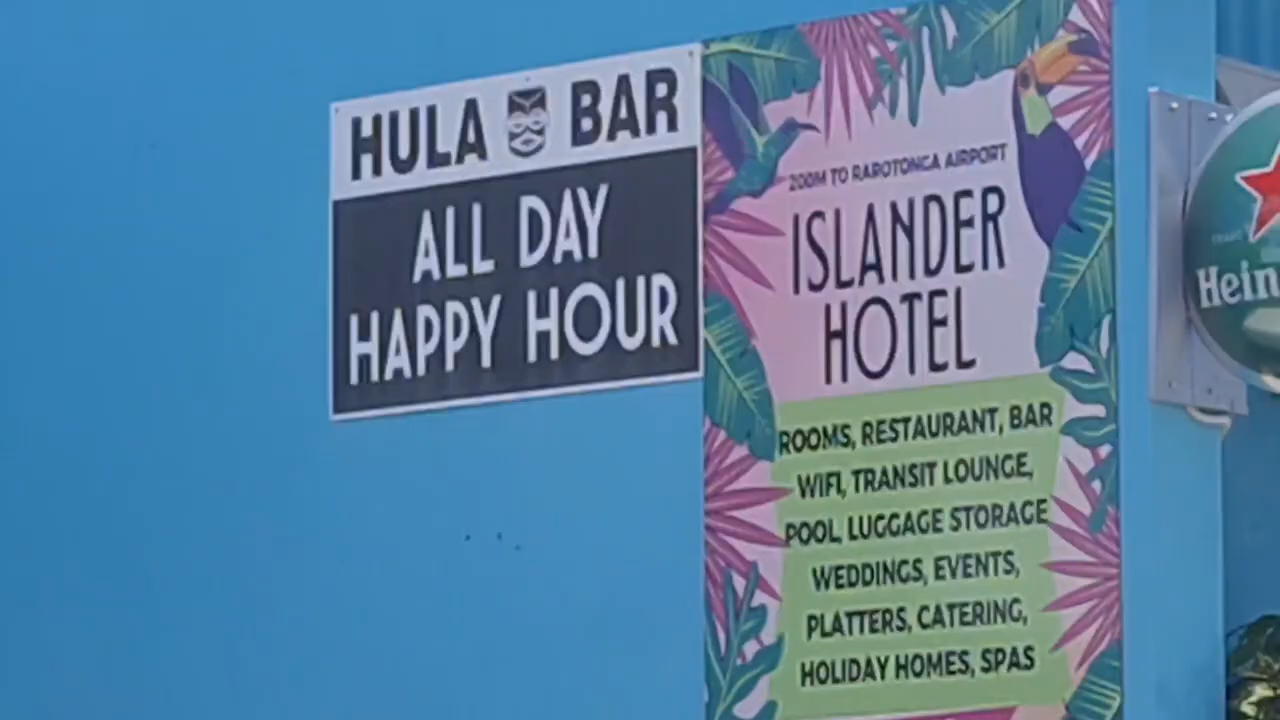 HULA BAR
ALL DAY
HAPPY HOUR
200M TO RAROTONGA AIRPORT
ISLANDER
HOTEL
ROOMS, RESTAURANT, BAR
WIFI, TRANSIT LOUNGE,
POOL, LUGGAGE STORAGE
WEDDINGS, EVENTS,
PLATTERS, CATERING,
HOLIDAY HOMES, SPAS
Hein